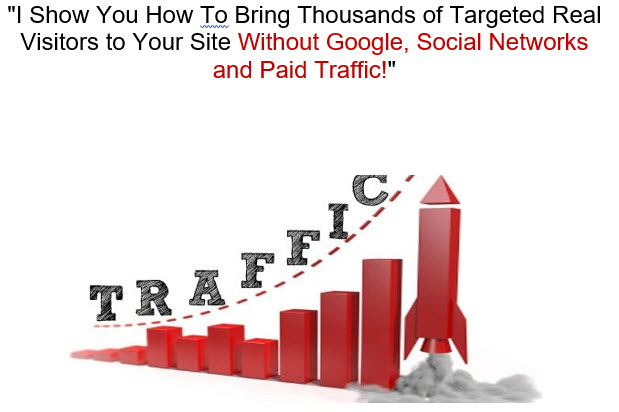 "I Show You How To Bring Thousands of Targeted Real
Visitors to Your Site Without Google, Social Networks
and Paid Traffic!"
TRAFFIC